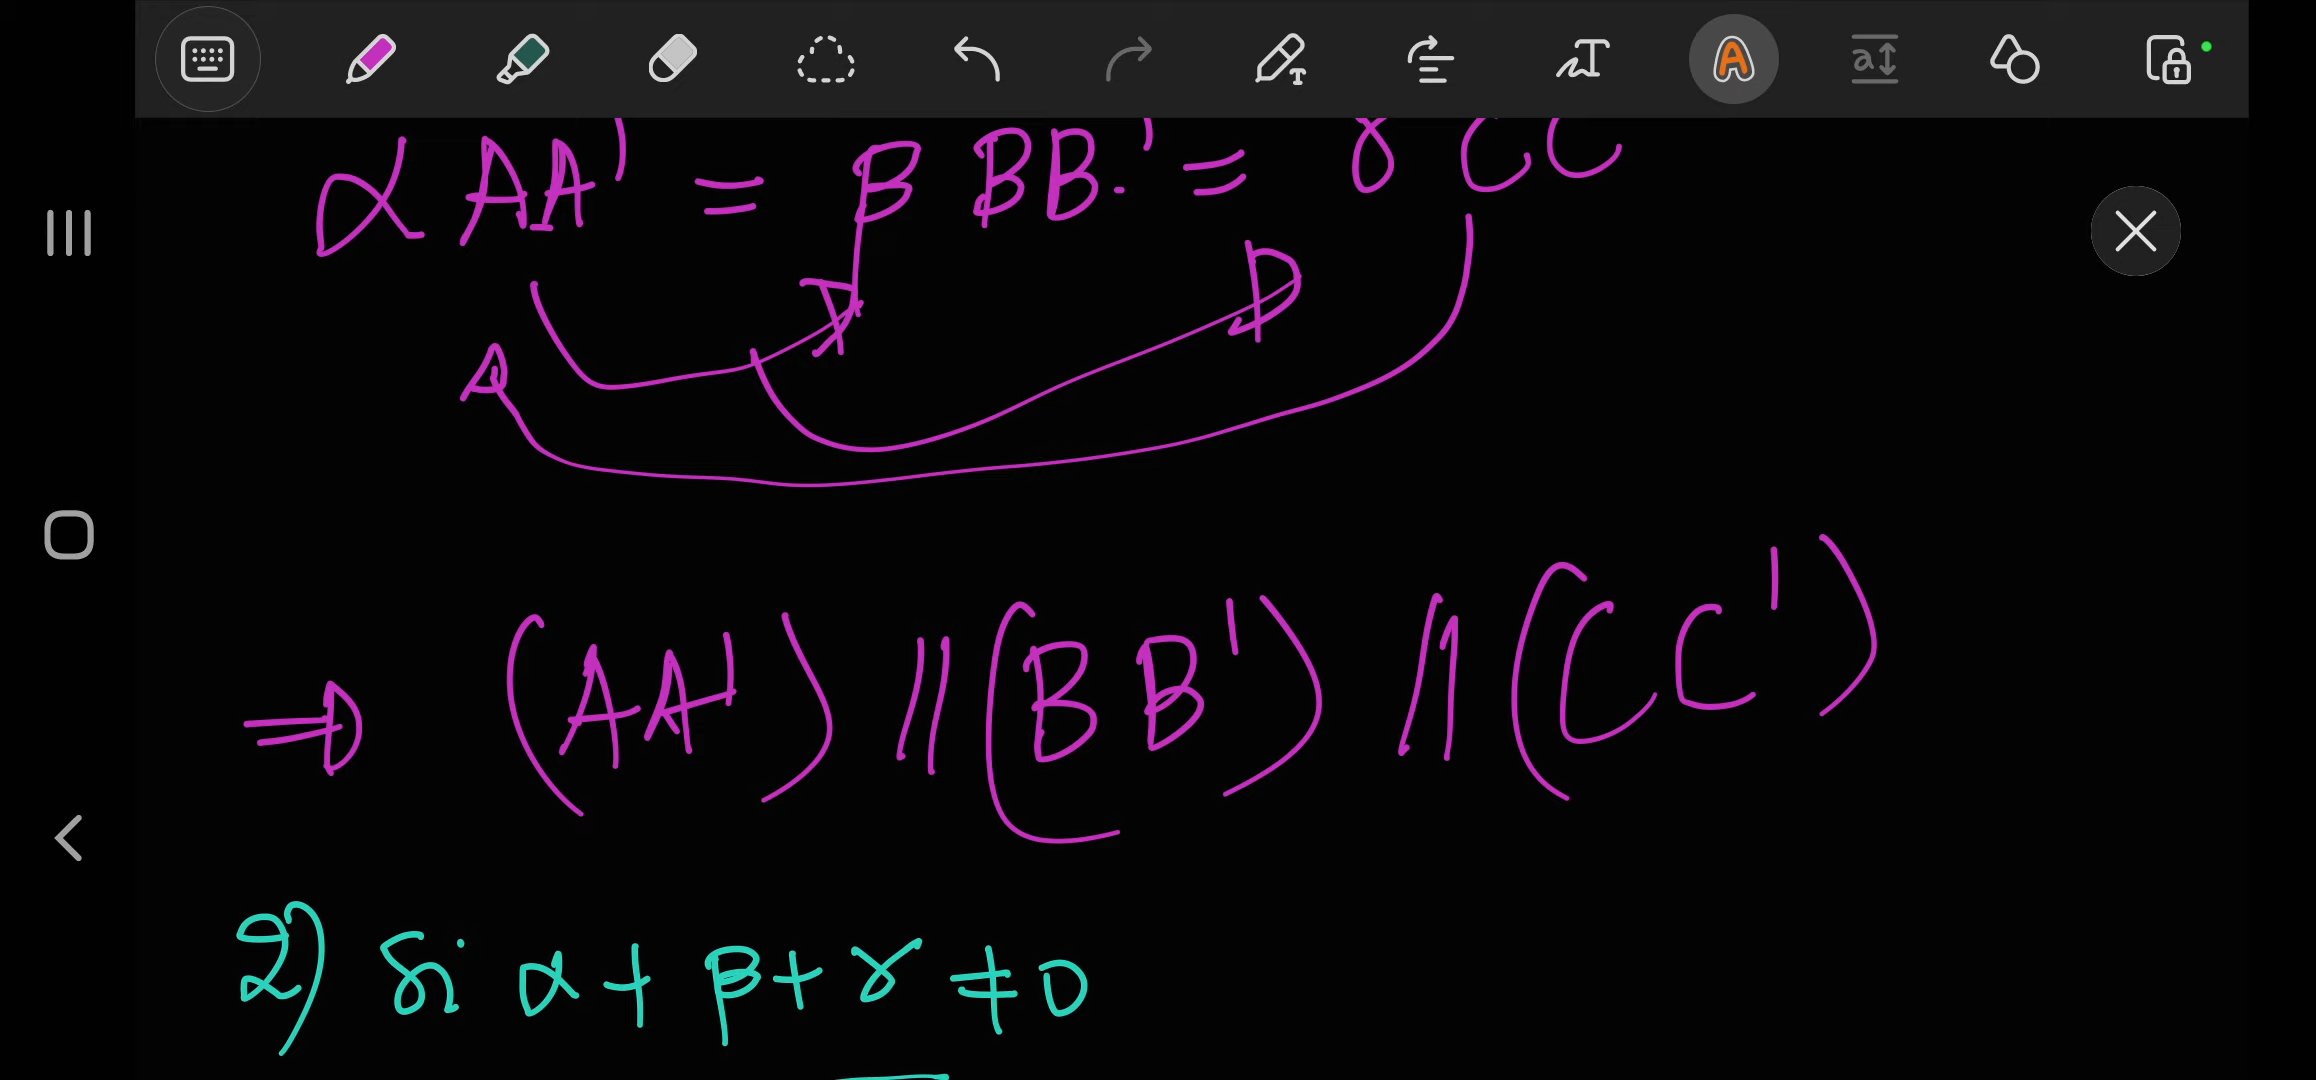 α AA' = β BB' = γ CC
⇒ (AA') // (BB') // (CC')
2) si α + β + γ ≠ 0